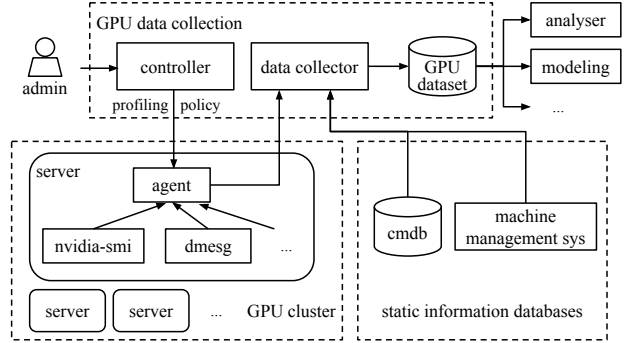 GPU data collection
analyser
admin
controller
data collector
GPU
dataset
modeling
...
profiling policy
server
agent
nvidia-smi
dmesg
...
cmdb
machine
management sys
server
server
...
GPU cluster
static information databases